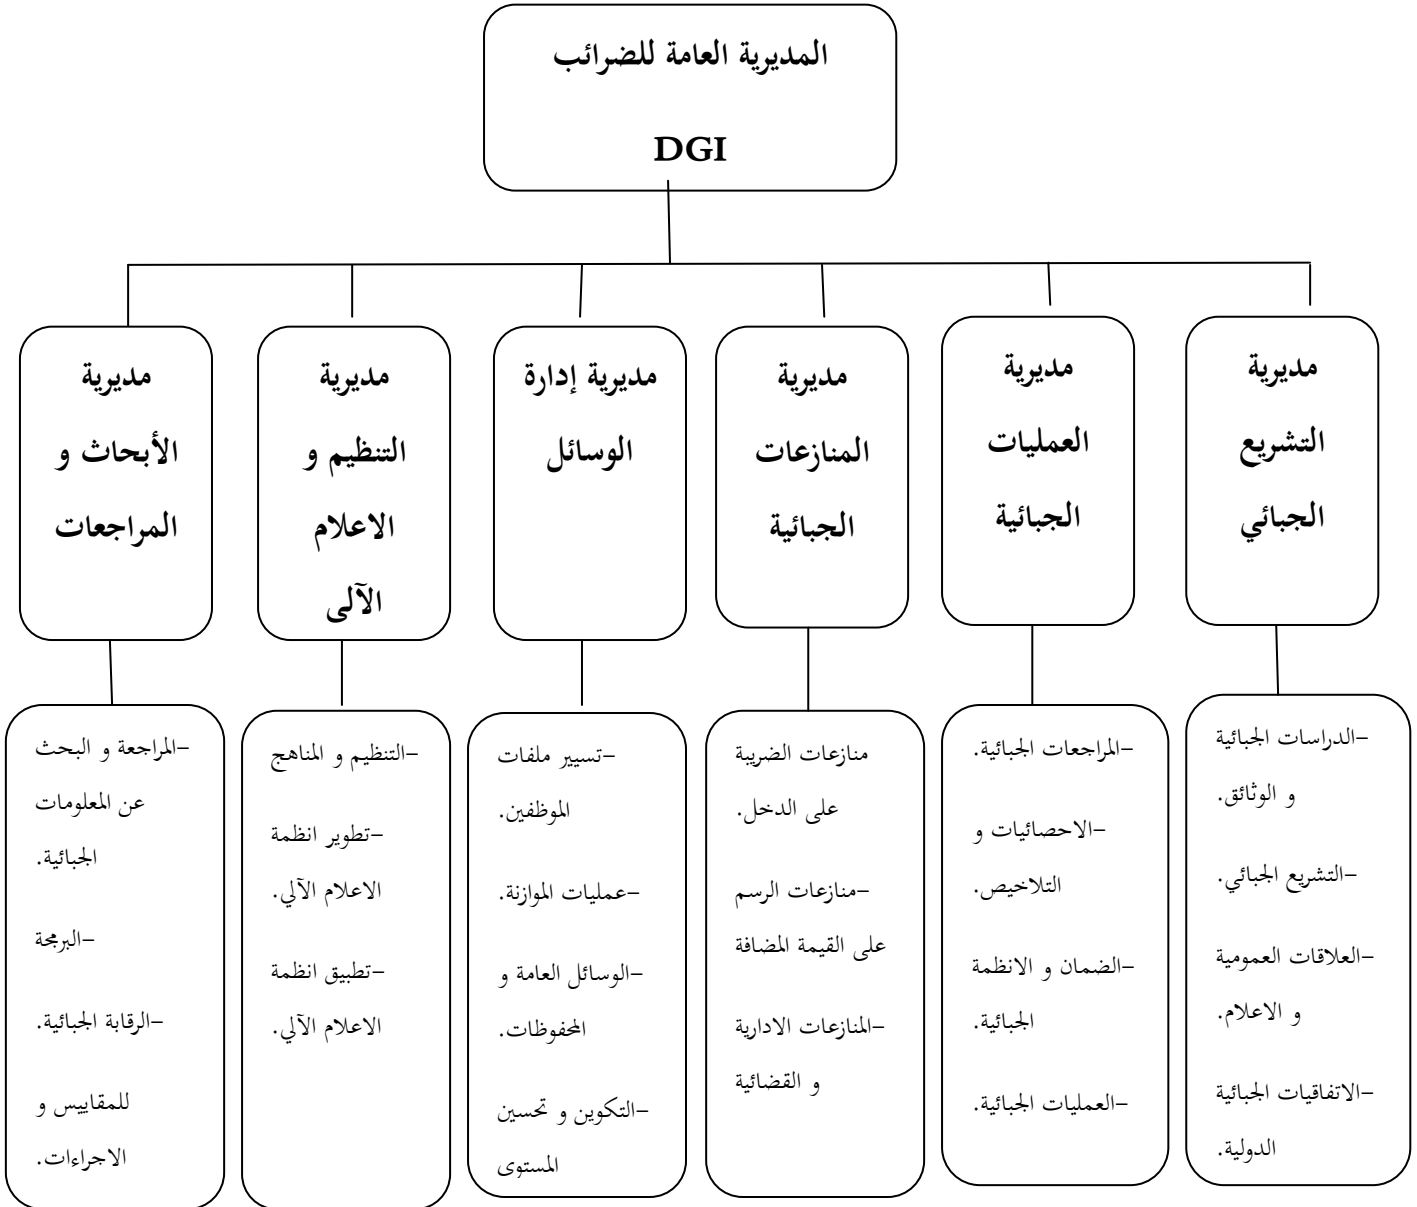 المديرية العامة للضرائب
DGI
مديرية
التشريع
الجبائي
مديرية
العمليات
الجبائية
مديرية
المنازعات
الجبائية
مديرية إدارة
الوسائل
مديرية
التنظيم و
الاعلام
الآلى
مديرية
الأبحاث و
المراجعات
-الدراسات الجبائية
و الوثائق.
-التشريع الجبائي.
-العلاقات العمومية
و الاعلام.
-الاتفاقيات الجبائية
الدولية.
-المراجعات الجبائية.
-الاحصائيات و
التلاخيص.
-الضمان و الانظمة
الجبائية.
-العمليات الجبائية.
منازعات الضريبة
على الدخل.
-منازعات الرسم
على القيمة المضافة
-المنازعات الادارية
و القضائية
-تسيير ملفات
الموظفين.
-عمليات الموازنة.
-الوسائل العامة و
المحفوظات.
-التكوين و تحسين
المستوى
-التنظيم و المناهج
-تطوير انظمة
الاعلام الآلي.
-تطبيق انظمة
الاعلام الآلي.
-المراجعة و البحث
عن المعلومات
الجبائية.
-البرمجة
-الرقابة الجبائية.
للمقاييس و
الاجراءات.